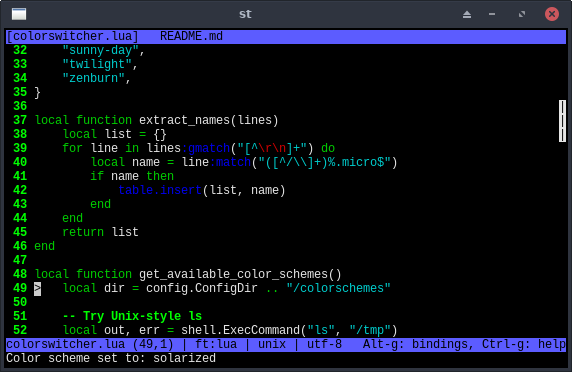 st
[colorswitcher.lua]   README.md
32     "sunny-day",
33     "twilight",
34     "zenburn",
35 }
36
37 local function extract_names(lines)
38     local list = {}
39     for line in lines:gmatch("[^\r\n]+") do
40         local name = line:match("([^/\\]+)%.micro$")
41         if name then
42             table.insert(list, name)
43         end
44     end
45     return list
46 end
47
48 local function get_available_color_schemes()
49 >   local dir = config.ConfigDir .. "/colorschemes"
50
51     -- Try Unix-style ls
52     local out, err = shell.ExecCommand("ls", "/tmp")
colorswitcher.lua (49,1) | ft:lua | unix | utf-8   Alt-g: bindings, Ctrl-g: help
Color scheme set to: solarized